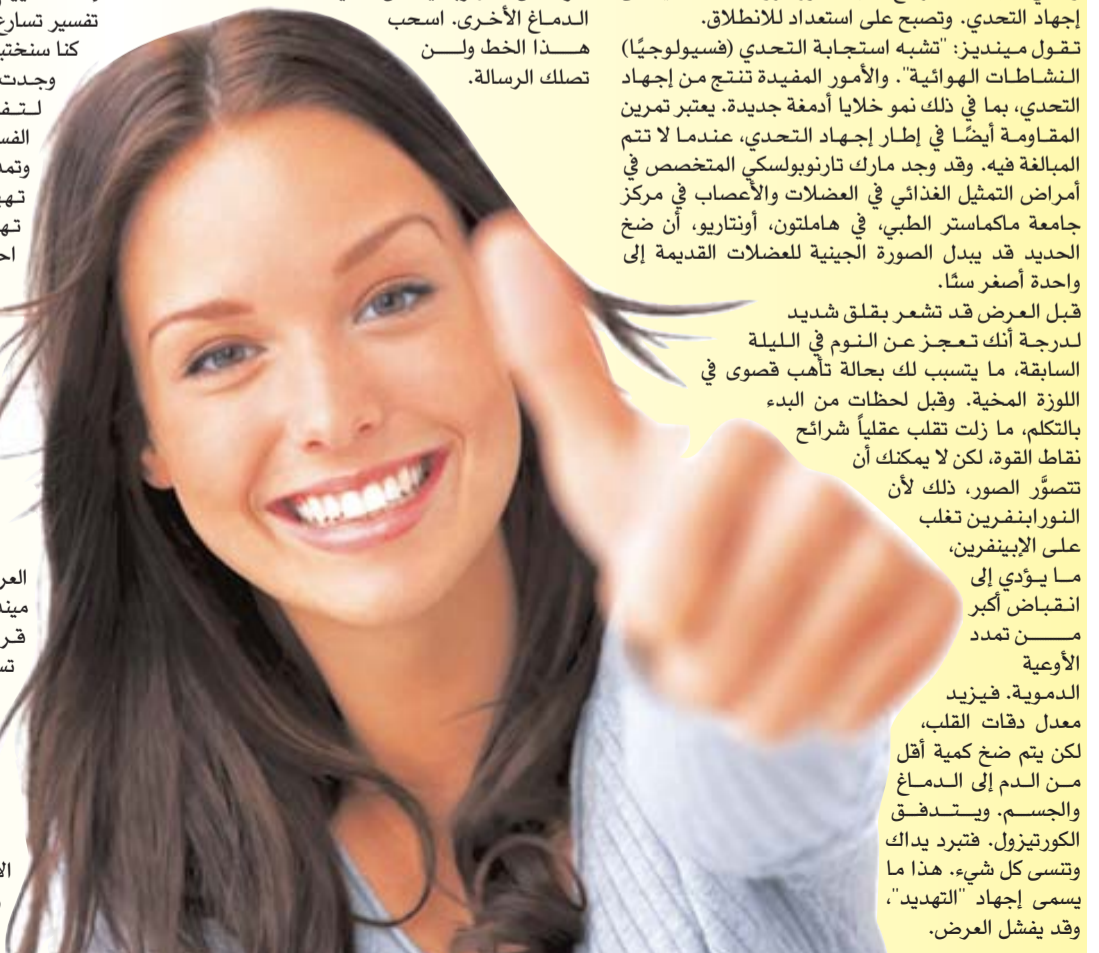 إجهاد التحدي. وتصبح على استعداد للانطلاق.
تقول مينديز: "تشبه استجابة التحدي (فسيولوجيًا)
النشاطات الهوائية". والأمور المفيدة تنتج من إجهاد
التحدي، بما في ذلك نمو خلايا أدمغة جديدة. يعتبر تمرين
المقاومة أيضًا في إطار إجهاد التحدي، عندما لا تتم
المبالغة فيه. وقد وجد مارك تارنوبولسكي المتخصص في
أمراض التمثيل الغذائي في العضلات والأعصاب في مركز
جامعة ماكماستر الطبي، في هاملتون، أونتاريو، أن ضخ
الحديد قد يبدل الصورة الجينية للعضلات القديمة إلى
واحدة أصغر سنًا.
قبل العرض قد تشعر بقلق شديد
لدرجة أنك تعجز عن النوم في الليلة
السابقة، ما يتسبب لك بحالة تأهب قصوى في
اللوزة المخية. وقبل لحظات من البدء
بالتكلم، ما زلت تقلب عقلياً شرائح
نقاط القوة، لكن لا يمكنك أن
تتصوَّر الصور، ذلك لأن
النورابنفرين تغلب
على الإبينفرين،
ما يؤدي إلى
انقباض أكبر
من تمدد
الأوعية
الدموية. فيزيد
معدل دقات القلب،
لكن يتم ضخ كمية أقل
من الدم إلى الدماغ
والجسم. ويتدفق
الكورتيزول. فتبرد يداك
وتنسى كل شيء. هذا ما
يسمى إجهاد "التهديد"،
وقد يفشل العرض.
الدماغ الأخرى. اسحب
هذا الخط ولن
تصلك الرسالة.
تفسير تسارع
كنا سنختب
وجدت